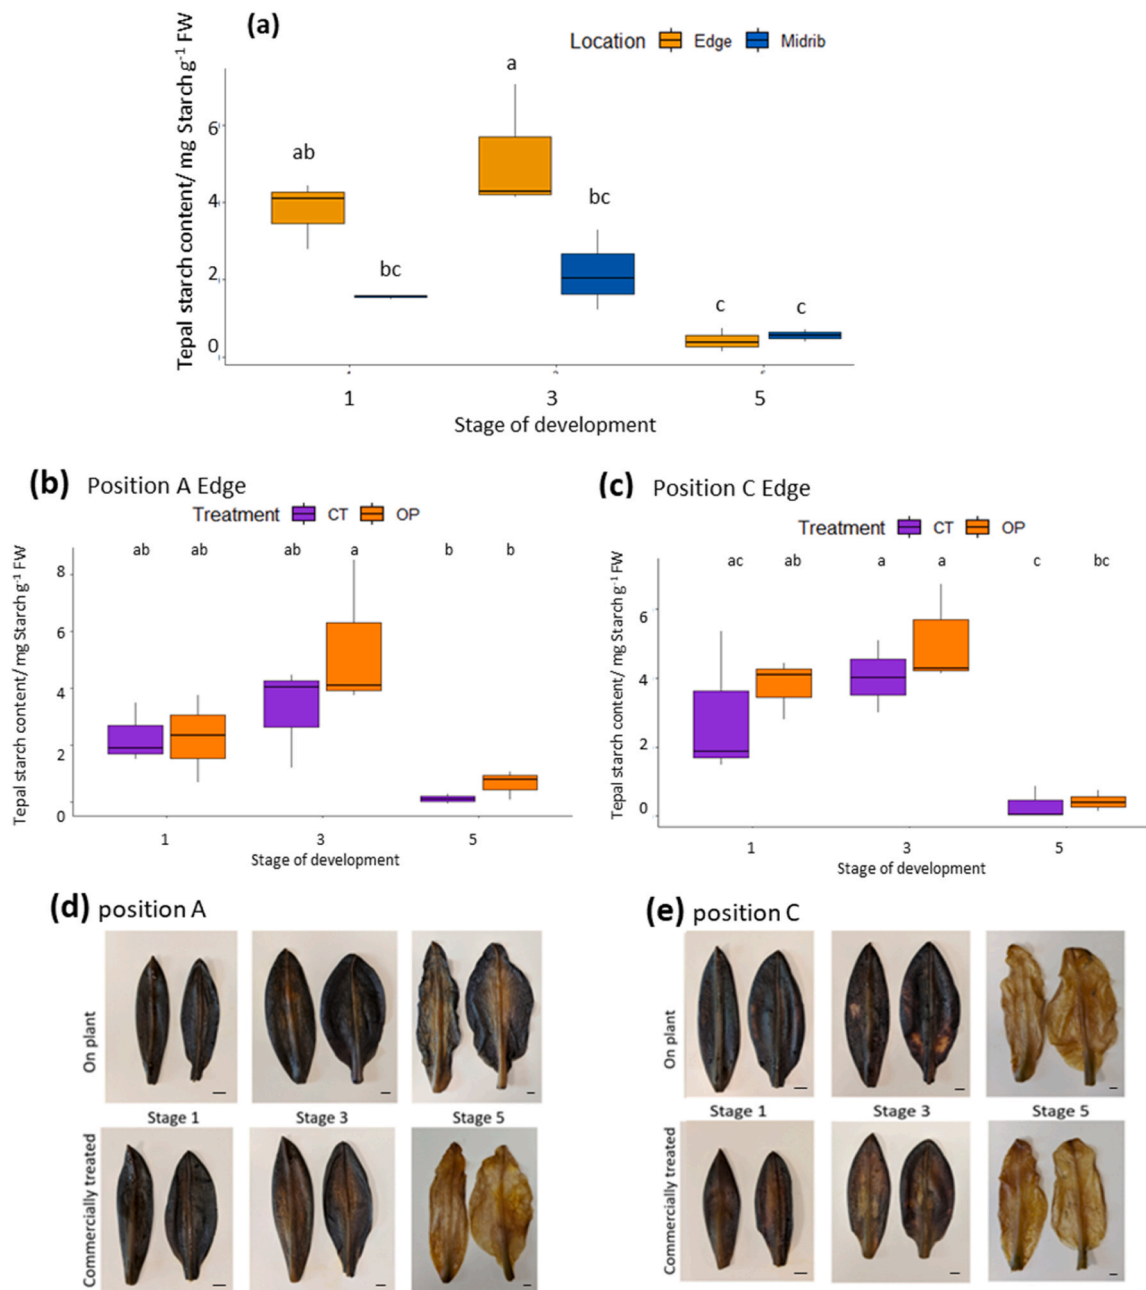 (a)
Location Edge Midrib
Tepal starch content/ mg Starch g⁻¹ FW
6
4
2
0
ab
bc
a
bc
c
c
1 3 5
Stage of development
(b) Position A Edge
Treatment CT OP
Tepal starch content/ mg Starch g⁻¹ FW
8
6
4
2
0
ab ab ab a b b
1 3 5
Stage of development
(c) Position C Edge
Treatment CT OP
Tepal starch content/ mg Starch g⁻¹ FW
6
4
2
0
ac ab a a c bc
1 3 5
Stage of development
(d) position A
On plant
Stage 1 Stage 3 Stage 5
Commercially treated
(e) position C
On plant
Stage 1 Stage 3 Stage 5
Commercially treated